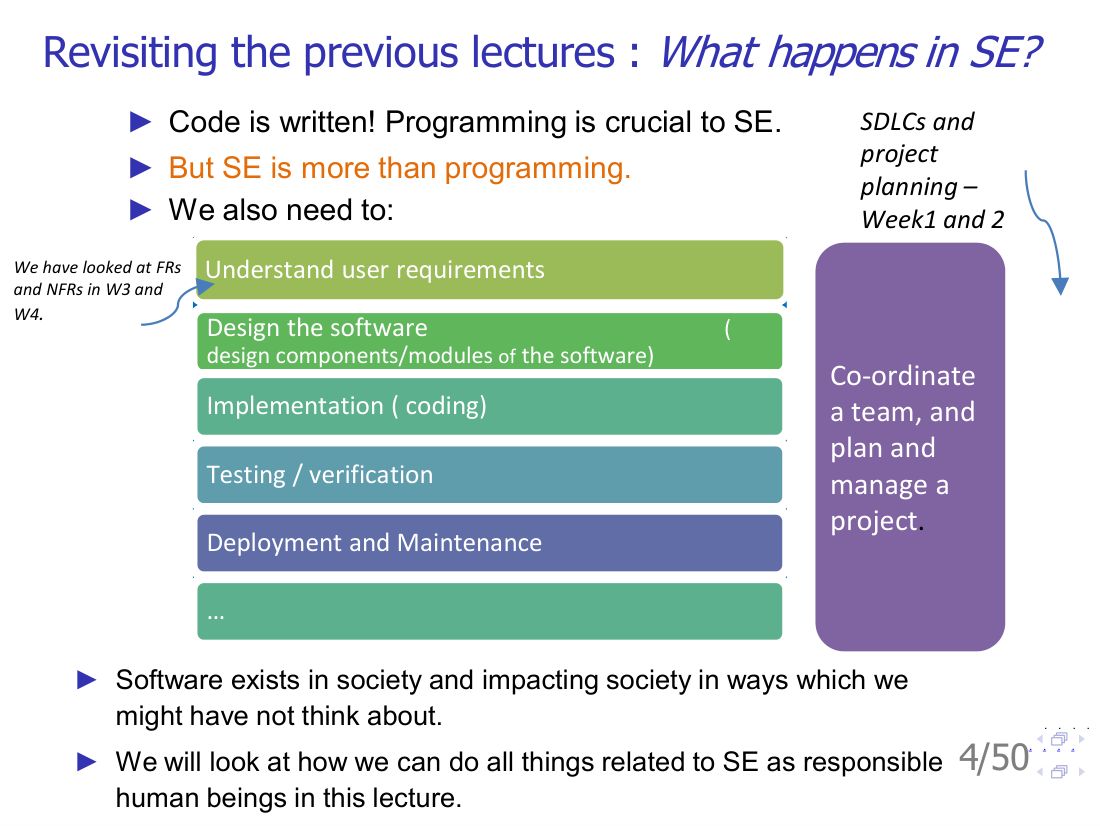 Revisiting the previous lectures : What happens in SE?
► Code is written! Programming is crucial to SE.
► But SE is more than programming.
► We also need to:
SDLCs and
project
planning –
Week1 and 2
We have looked at FRs
and NFRs in W3 and
W4.
Understand user requirements
Design the software (
design components/modules of the software)
Implementation ( coding)
Testing / verification
Deployment and Maintenance
...
Co-ordinate
a team, and
plan and
manage a
project.
► Software exists in society and impacting society in ways which we
might have not think about.
► We will look at how we can do all things related to SE as responsible
human beings in this lecture.
4/50